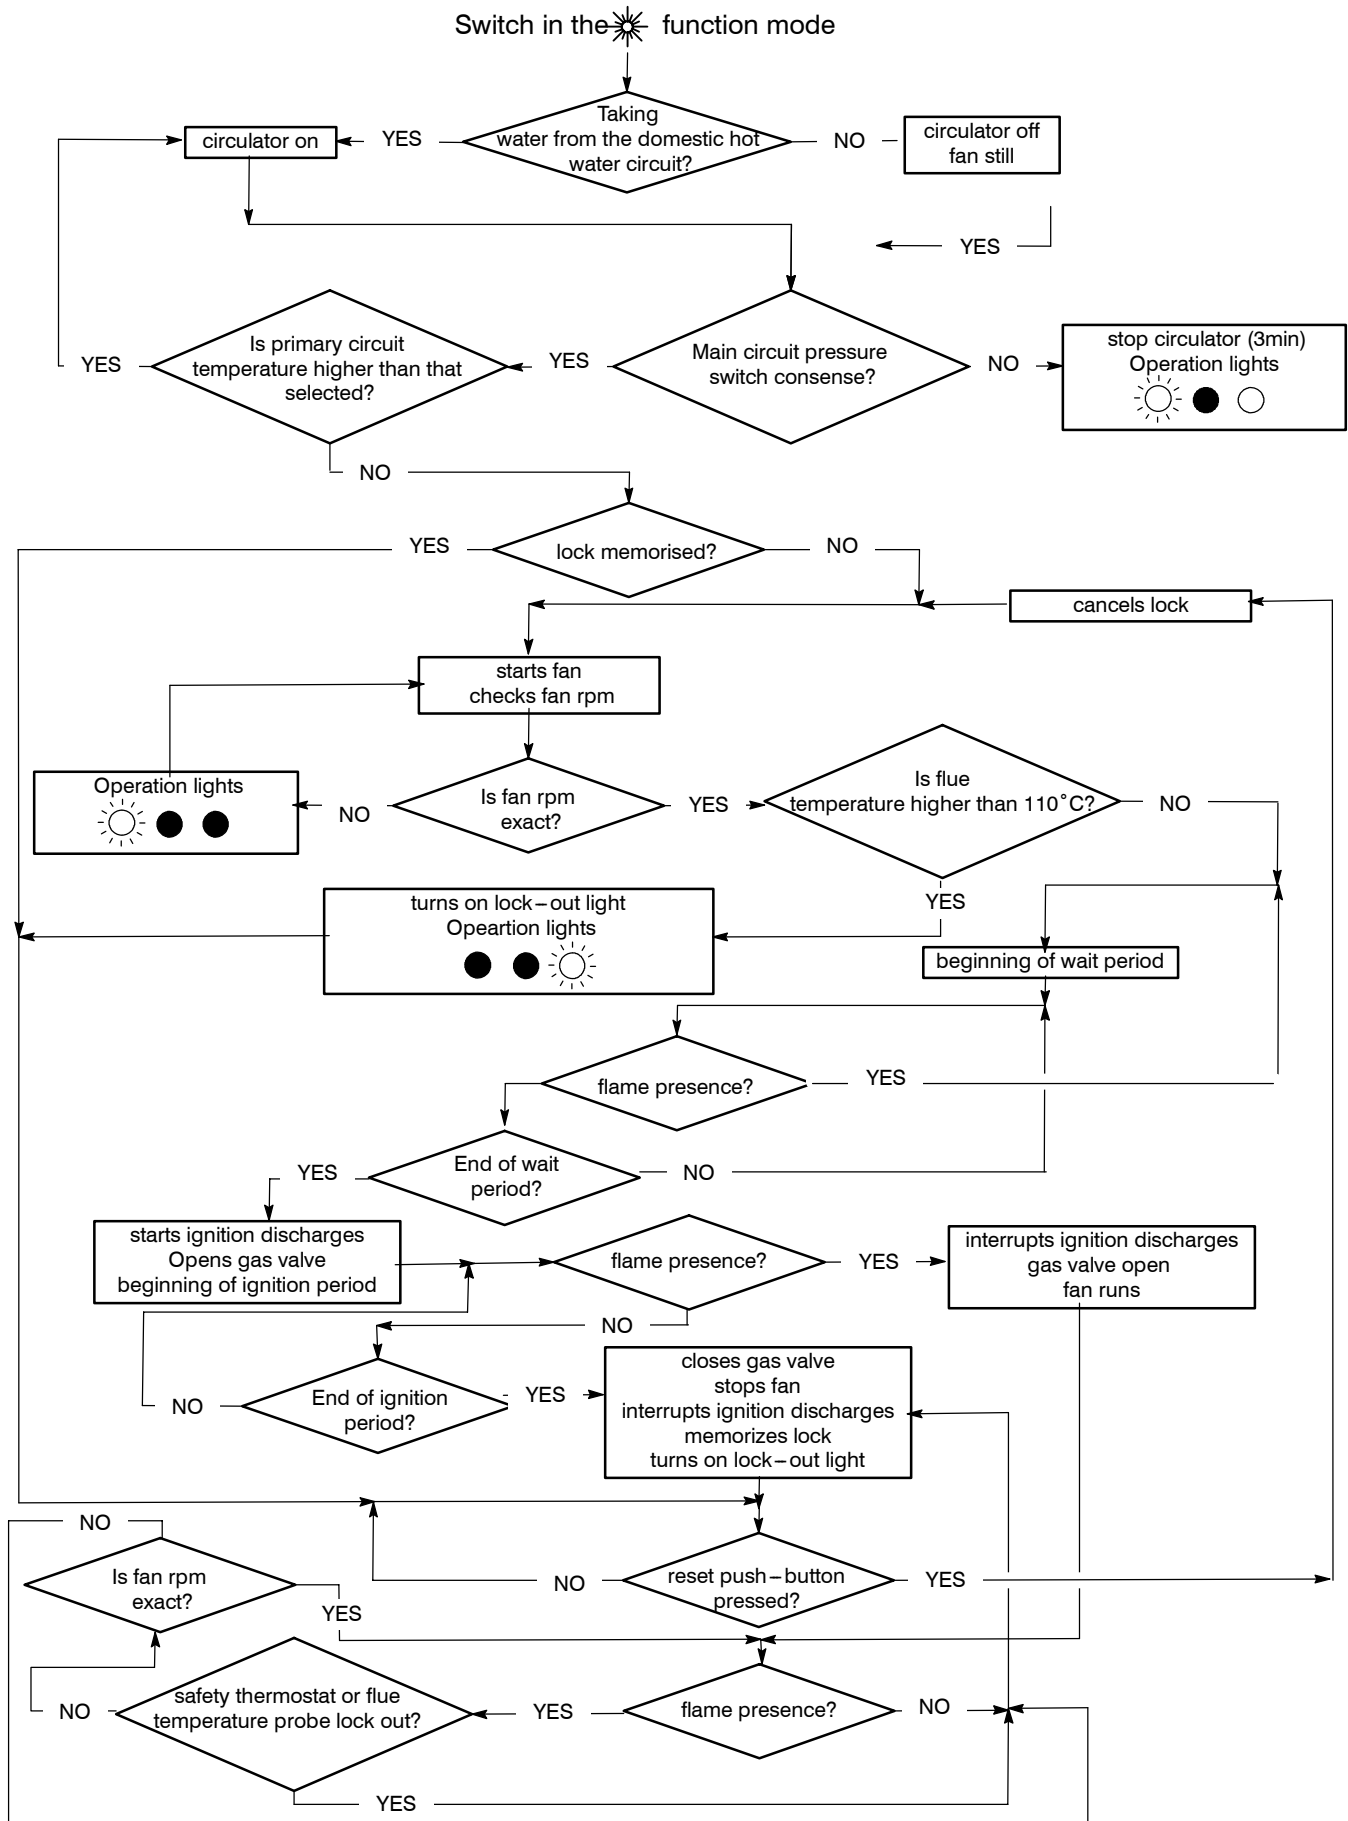 Switch in the function mode
Taking
water from the domestic hot
water circuit?
YES
circulator on
NO
circulator off
fan still
YES
Is primary circuit
temperature higher than that
selected?
YES
YES
Main circuit pressure
switch consense?
NO
stop circulator (3min)
Operation lights
NO
YES
lock memorised?
NO
cancels lock
starts fan
checks fan rpm
Operation lights
NO
Is fan rpm
exact?
YES
Is flue
temperature higher than 110˚C?
NO
YES
turns on lock−out light
Opeartion lights
beginning of wait period
flame presence?
YES
YES
End of wait
period?
NO
starts ignition discharges
Opens gas valve
beginning of ignition period
flame presence?
YES
interrupts ignition discharges
gas valve open
fan runs
NO
NO
End of ignition
period?
YES
closes gas valve
stops fan
interrupts ignition discharges
memorizes lock
turns on lock−out light
NO
Is fan rpm
exact?
YES
NO
reset push−button
pressed?
YES
NO
safety thermostat or flue
temperature probe lock out?
YES
flame presence?
NO
YES